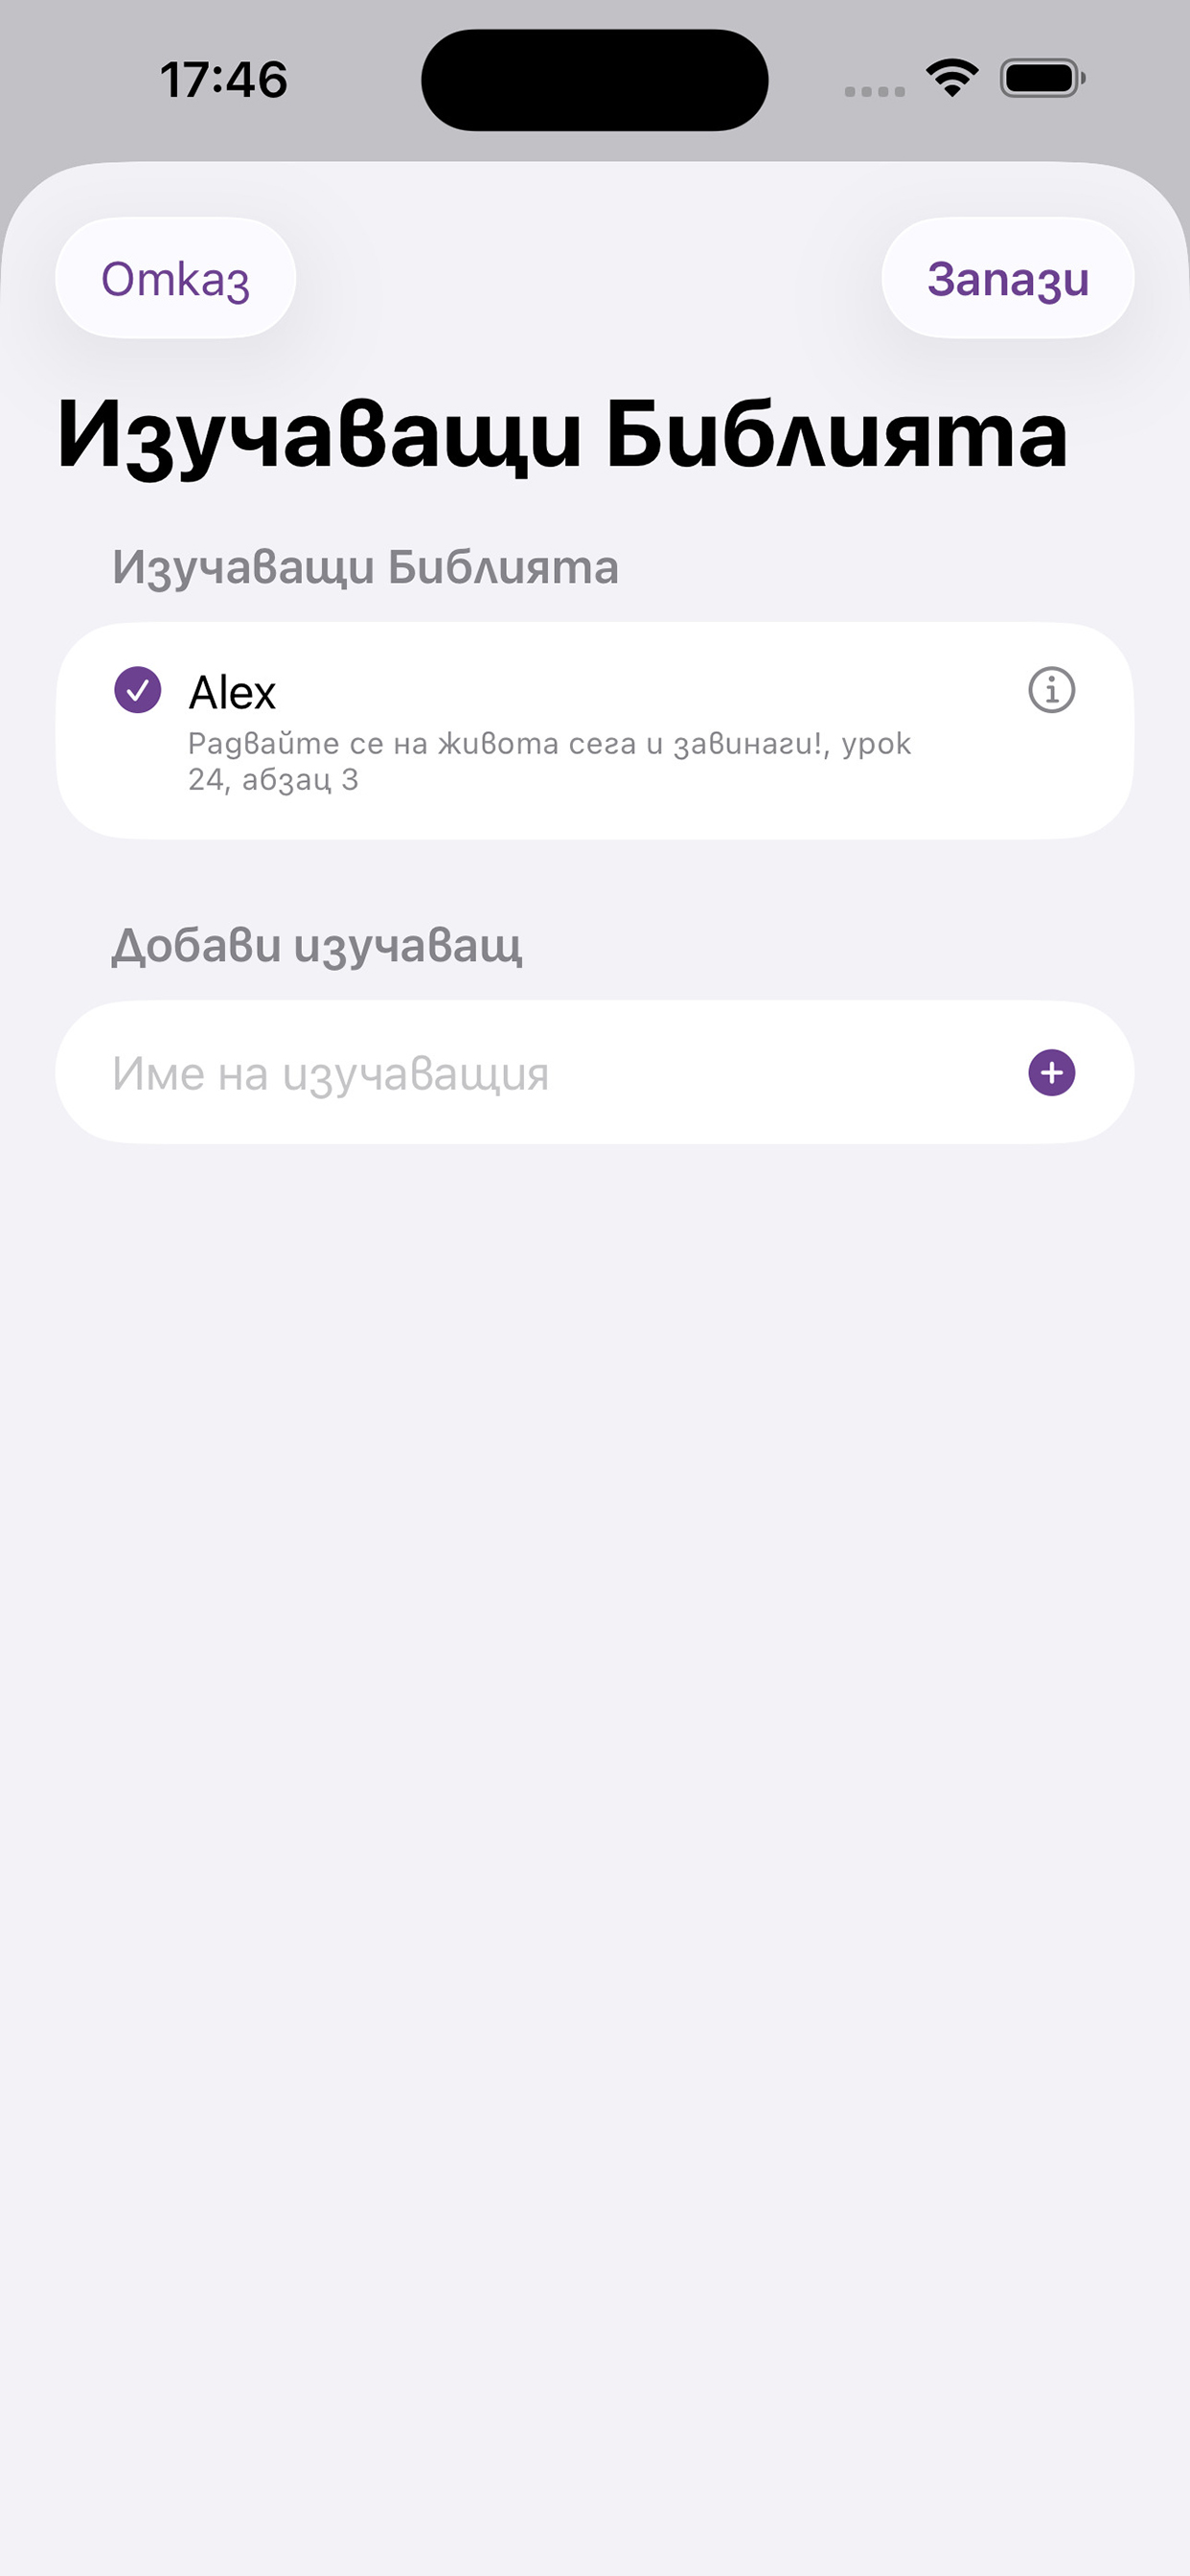 17:46
Отказ
Запази
Изучаващи Библията
Изучаващи Библията
Alex
Радвайте се на живота сега и завинаги!, урок
24, абзац 3
Добави изучаващ
Име на изучаващия